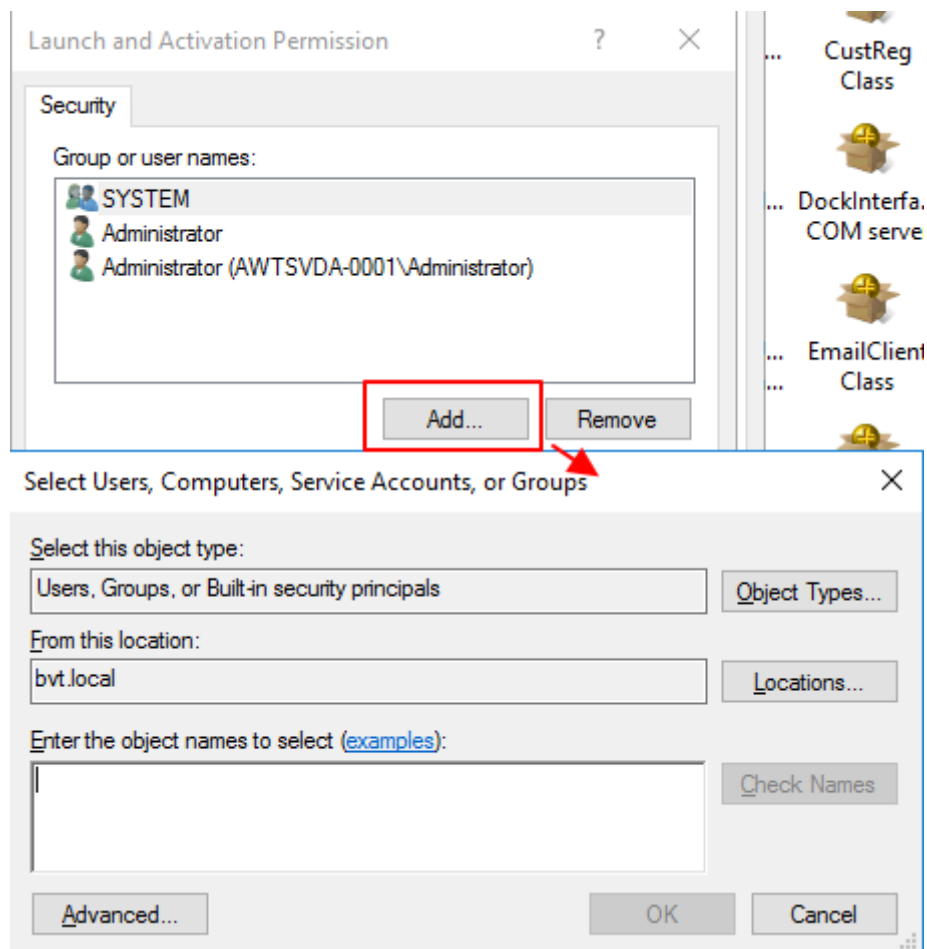 Launch and Activation Permission ? ×
Security
Group or user names:
SYSTEM
Administrator
Administrator (AWTSVDA-0001\Administrator)
Add... Remove
... CustReg
Class
... DockInterfa.
COM serve
... EmailClient
... Class
Select Users, Computers, Service Accounts, or Groups ×
Select this object type:
Users, Groups, or Built-in security principals Object Types...
From this location:
bvt.local Locations...
Enter the object names to select (examples):
Check Names
Advanced... OK Cancel